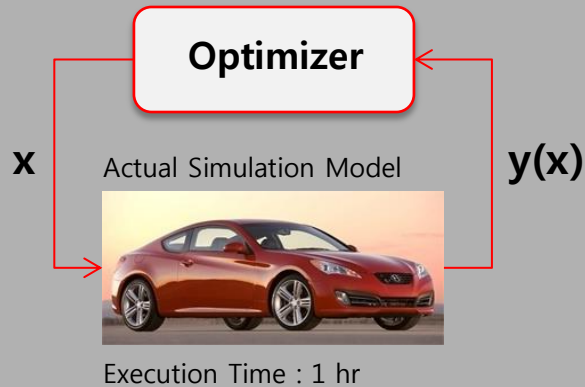 Optimizer
x
Actual Simulation Model
y(x)
Execution Time : 1 hr